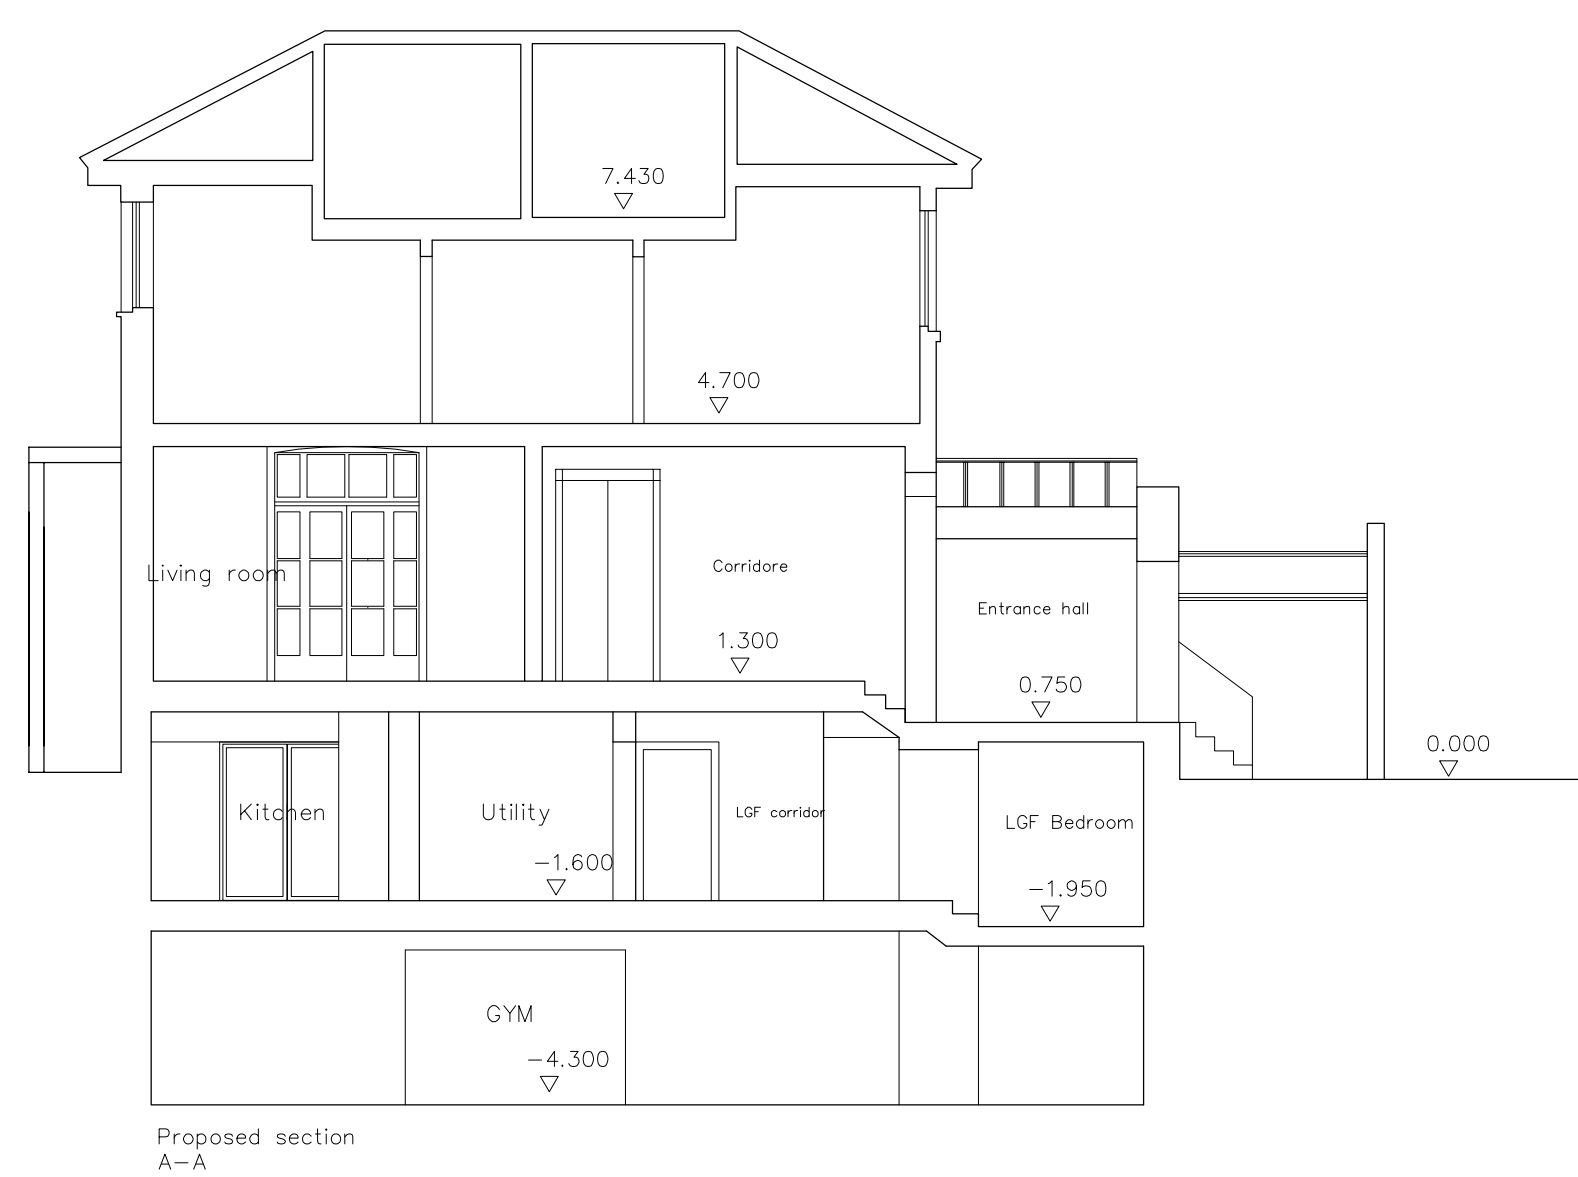 7.430
4.700
Living room
Corridore
Entrance hall
1.300
0.750
0.000
Kitchen
Utility
LGF corridor
LGF Bedroom
-1.600
-1.950
GYM
-4.300
Proposed section
A-A